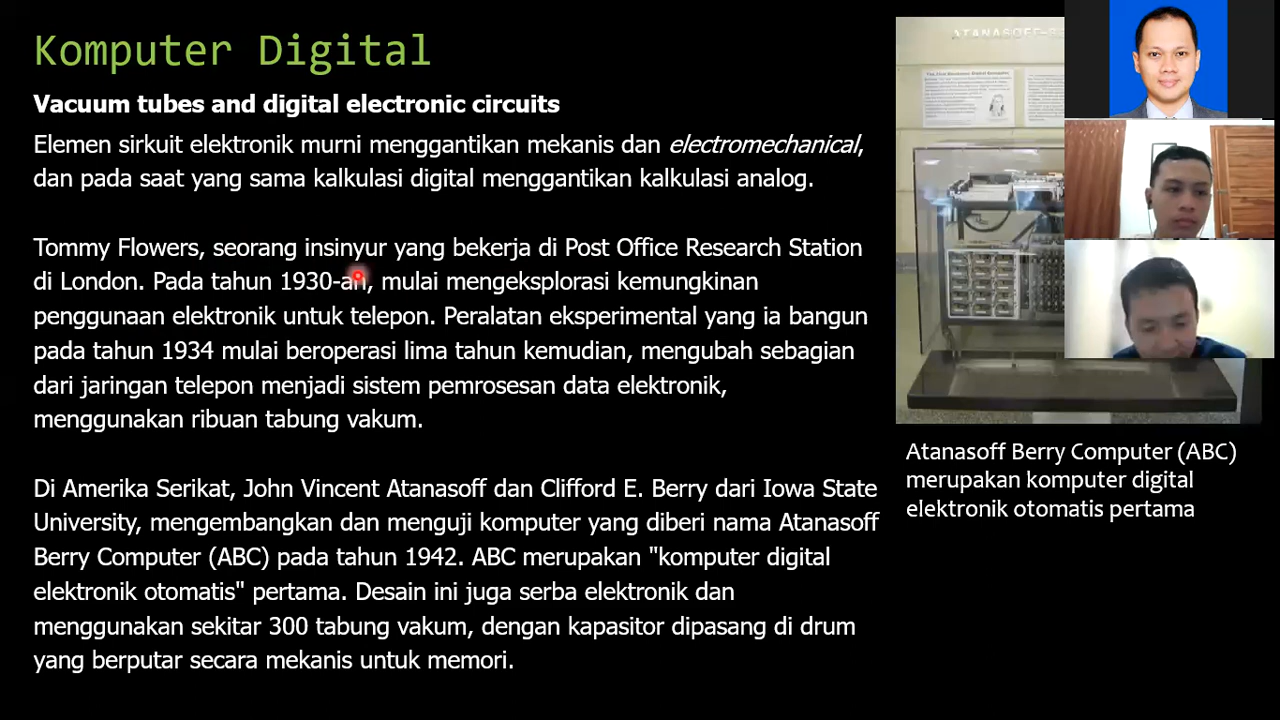 Komputer Digital
Vacuum tubes and digital electronic circuits
Elemen sirkuit elektronik murni menggantikan mekanis dan electromechanical,
dan pada saat yang sama kalkulasi digital menggantikan kalkulasi analog.
Tommy Flowers, seorang insinyur yang bekerja di Post Office Research Station
di London. Pada tahun 1930-an, mulai mengeksplorasi kemungkinan
penggunaan elektronik untuk telepon. Peralatan eksperimental yang ia bangun
pada tahun 1934 mulai beroperasi lima tahun kemudian, mengubah sebagian
dari jaringan telepon menjadi sistem pemrosesan data elektronik,
menggunakan ribuan tabung vakum.
Di Amerika Serikat, John Vincent Atanasoff dan Clifford E. Berry dari Iowa State
University, mengembangkan dan menguji komputer yang diberi nama Atanasoff
Berry Computer (ABC) pada tahun 1942. ABC merupakan "komputer digital
elektronik otomatis" pertama. Desain ini juga serba elektronik dan
menggunakan sekitar 300 tabung vakum, dengan kapasitor dipasang di drum
yang berputar secara mekanis untuk memori.
Atanasoff Berry Computer (ABC)
merupakan komputer digital
elektronik otomatis pertama